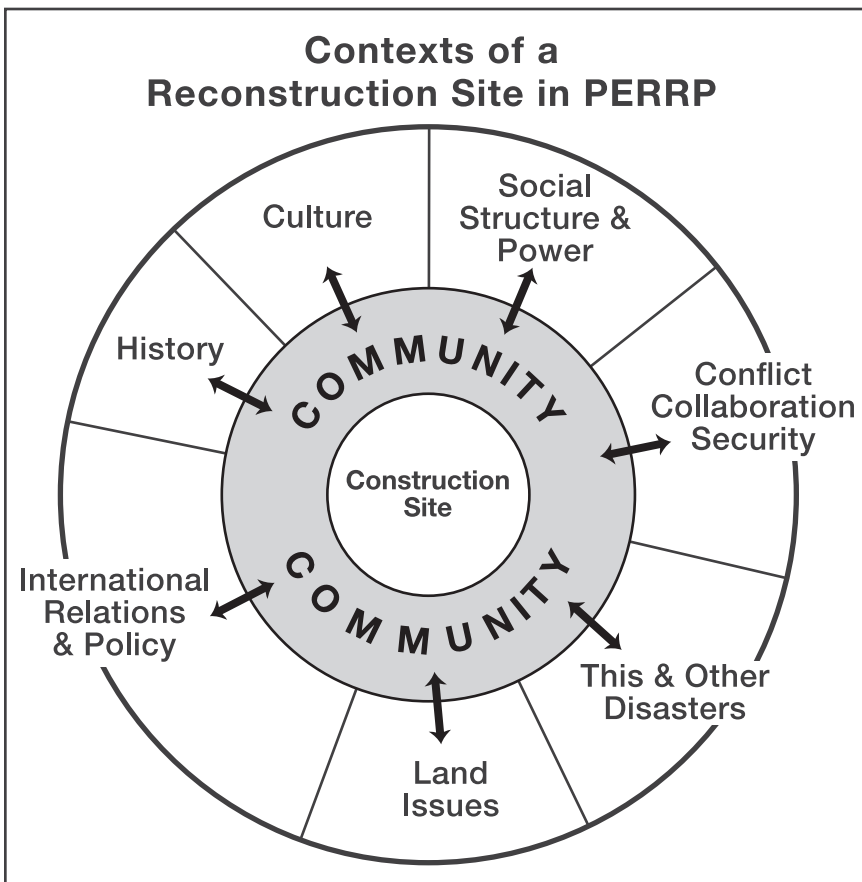 Contexts of a
Reconstruction Site in PERRP
Culture
Social
Structure &
Power
History
COMMUNITY
Conflict
Collaboration
Security
Construction
Site
International
Relations
& Policy
COMMUNITY
This & Other
Disasters
Land
Issues